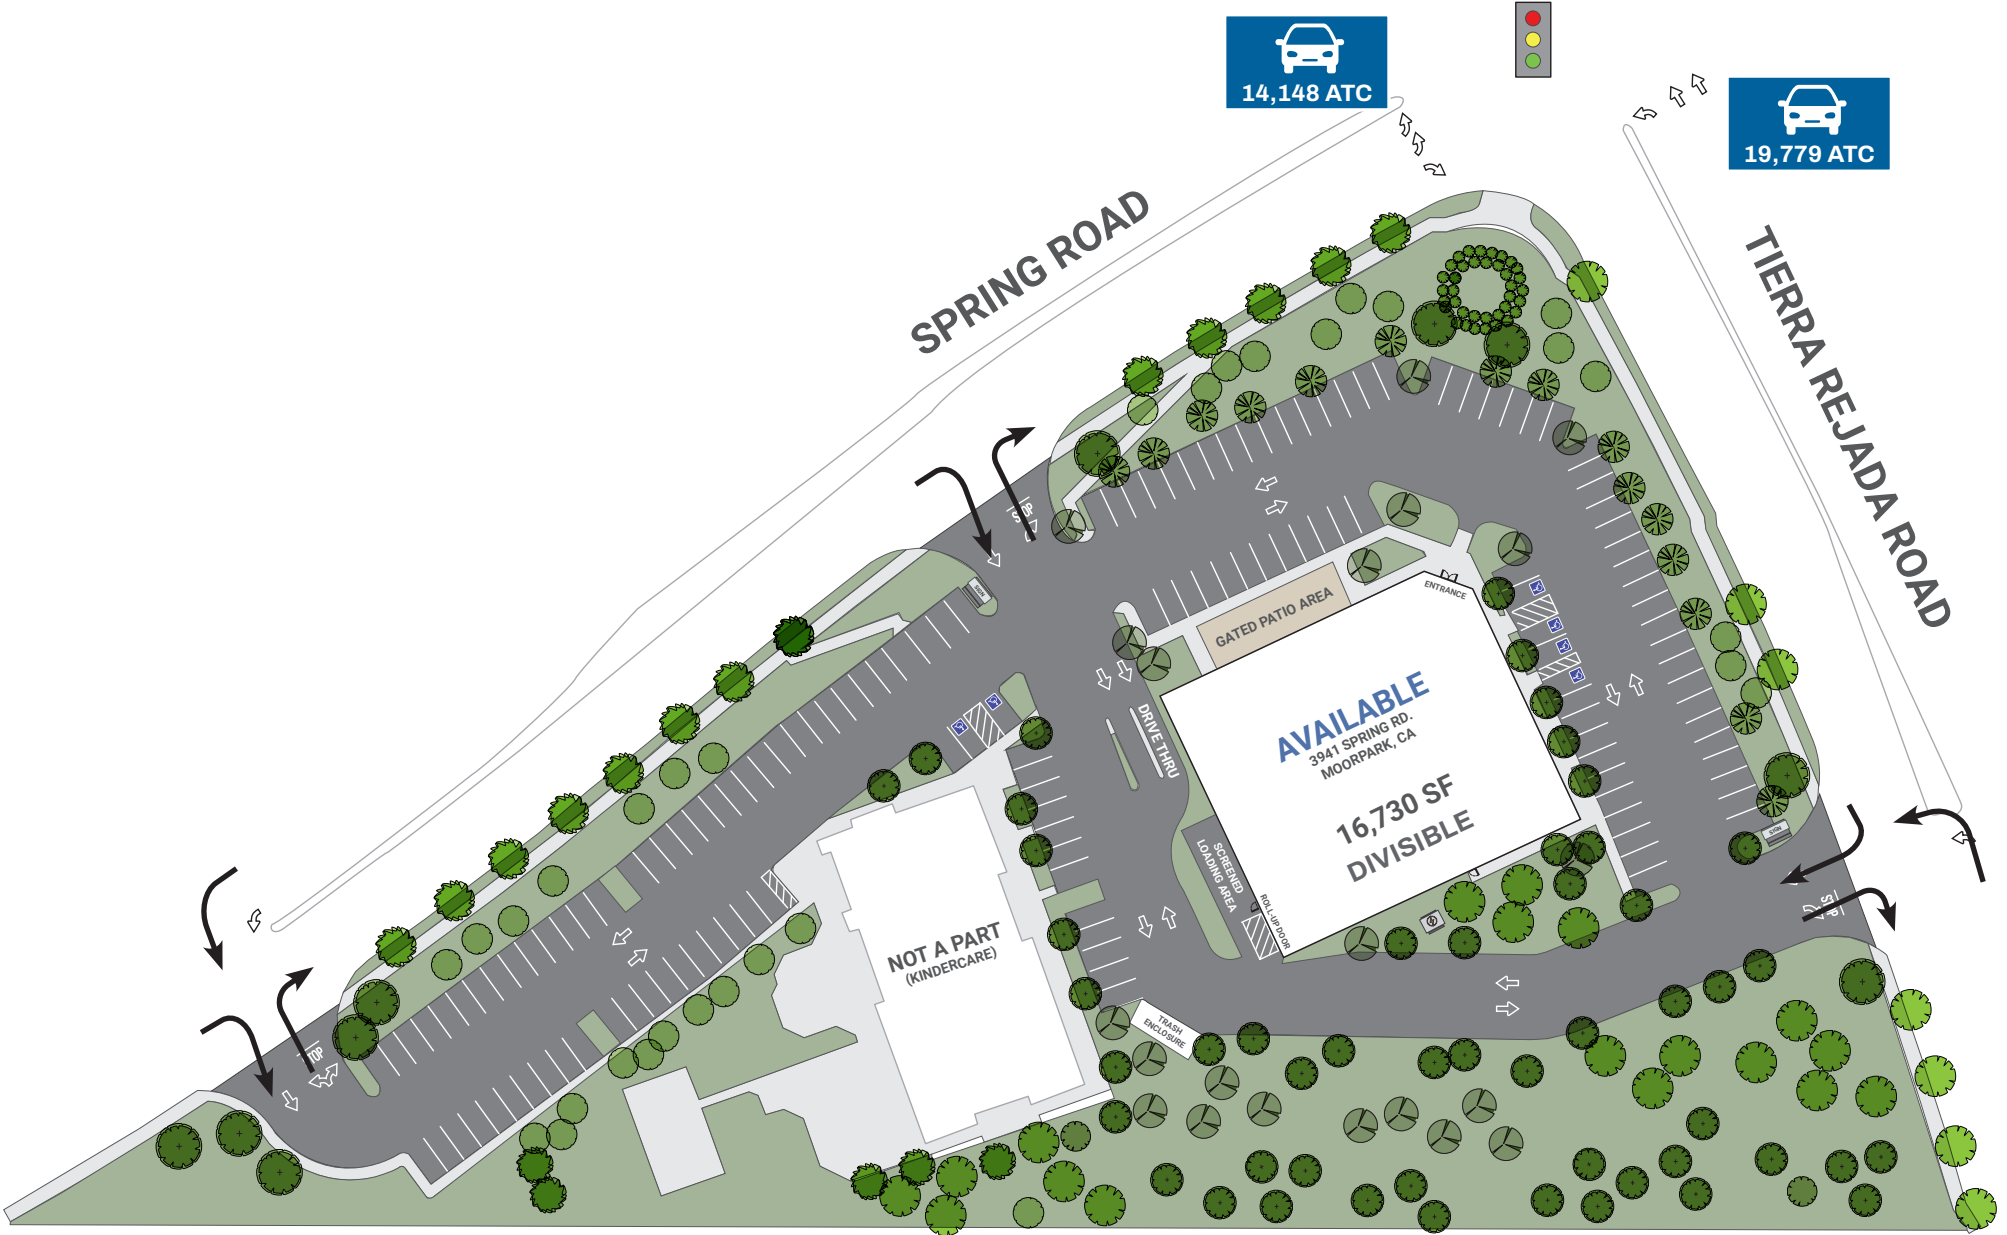 14,148 ATC
19,779 ATC
SPRING ROAD
TIERRA REJADA ROAD
STOP
SIGN
GATED PATIO AREA
ENTRANCE
DRIVE THRU
AVAILABLE
3941 SPRING RD.
MOORPARK, CA
16,730 SF
DIVISIBLE
SCREENED
LOADING AREA
ROLL-UP DOOR
SIGN
STOP
NOT A PART
(KINDERCARE)
TRASH
ENCLOSURE
STOP